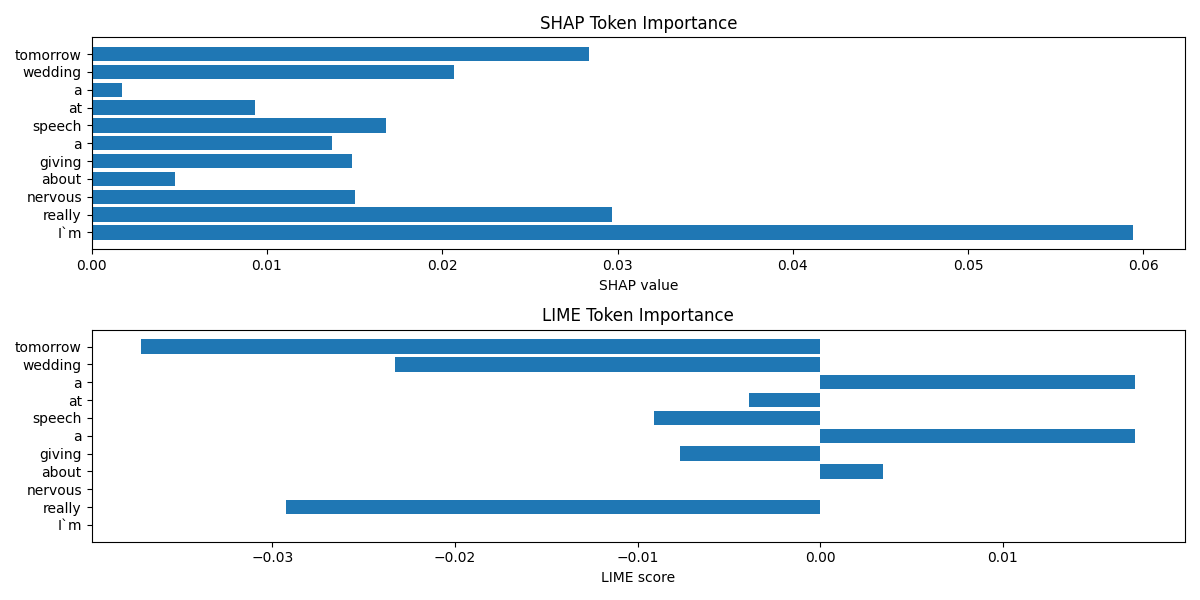 SHAP Token Importance
tomorrow
wedding
a
at
speech
a
giving
about
nervous
really
I`m
0.00 0.01 0.02 0.03 0.04 0.05 0.06
SHAP value
LIME Token Importance
tomorrow
wedding
a
at
speech
a
giving
about
nervous
really
I`m
−0.03 −0.02 −0.01 0.00 0.01
LIME score